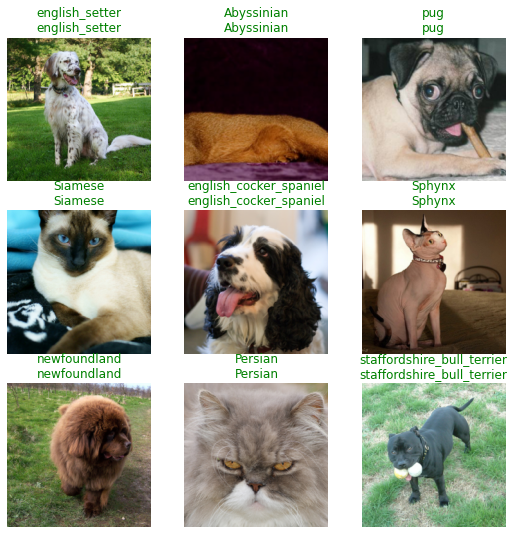 english_setter
english_setter
Abyssinian
Abyssinian
pug
pug
Siamese
Siamese
english_cocker_spaniel
english_cocker_spaniel
Sphynx
Sphynx
newfoundland
newfoundland
Persian
Persian
staffordshire_bull_terrier
staffordshire_bull_terrier